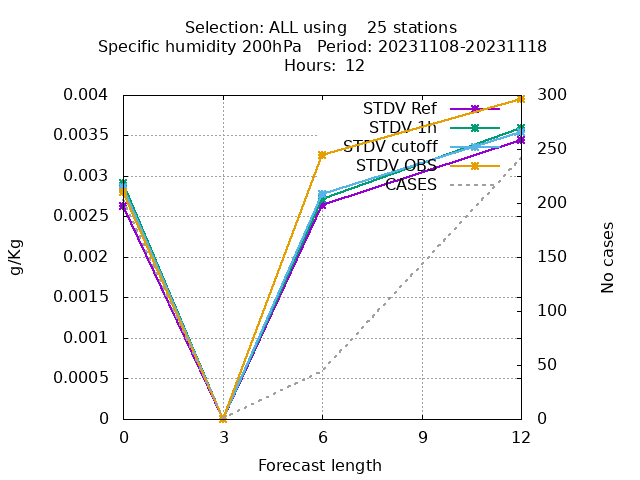 Selection: ALL using    25 stations
Specific humidity 200hPa   Period: 20231108-20231118
Hours: 12
0.004
0.0035
0.003
0.0025
0.002
0.0015
0.001
0.0005
0
300
250
200
150
100
50
0
STDV Ref
STDV 1h
STDV cutoff
STDV OBS
CASES
g/Kg
No cases
0 3 6 9 12
Forecast length